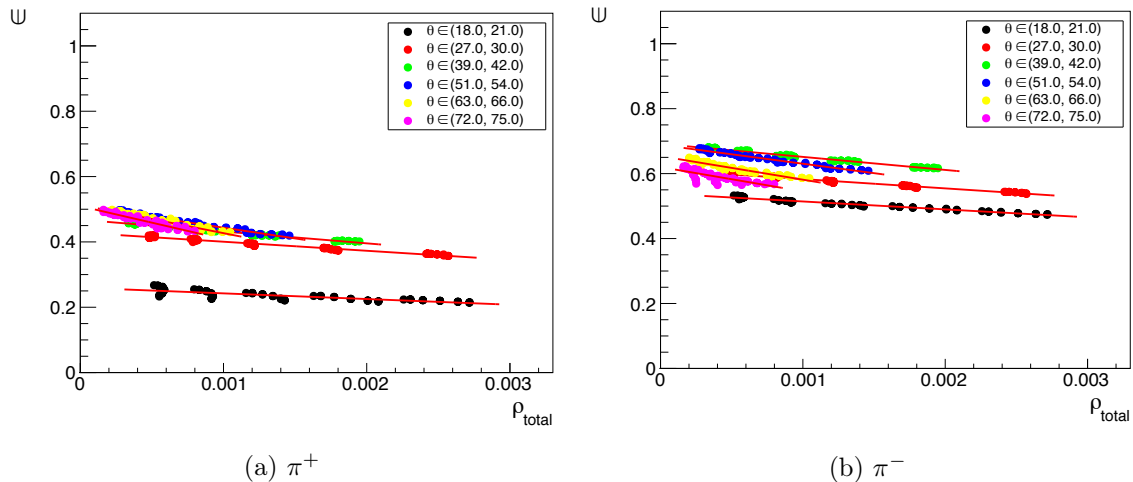 ∈
1
0.8
0.6
0.4
0.2
0
0 0.001 0.002 0.003
ρtotal
θ∈(18.0, 21.0)
θ∈(27.0, 30.0)
θ∈(39.0, 42.0)
θ∈(51.0, 54.0)
θ∈(63.0, 66.0)
θ∈(72.0, 75.0)
(a) π⁺
∈
1
0.8
0.6
0.4
0.2
0
0 0.001 0.002 0.003
ρtotal
θ∈(18.0, 21.0)
θ∈(27.0, 30.0)
θ∈(39.0, 42.0)
θ∈(51.0, 54.0)
θ∈(63.0, 66.0)
θ∈(72.0, 75.0)
(b) π⁻